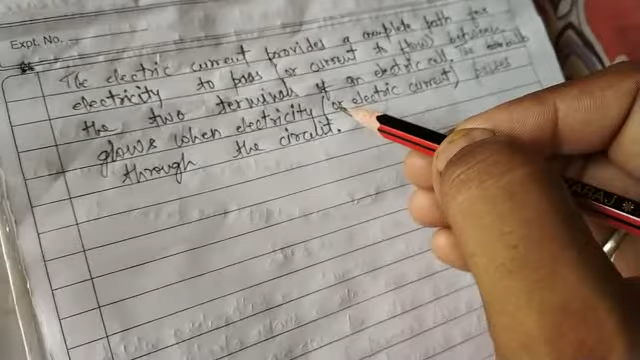 Expt. No.
The electric current provides a complete path for
electricity to pass (or current to flow) between
the two terminals of an electric cell. The bulb
glows when electricity (or electric current) passes
through the circuit.